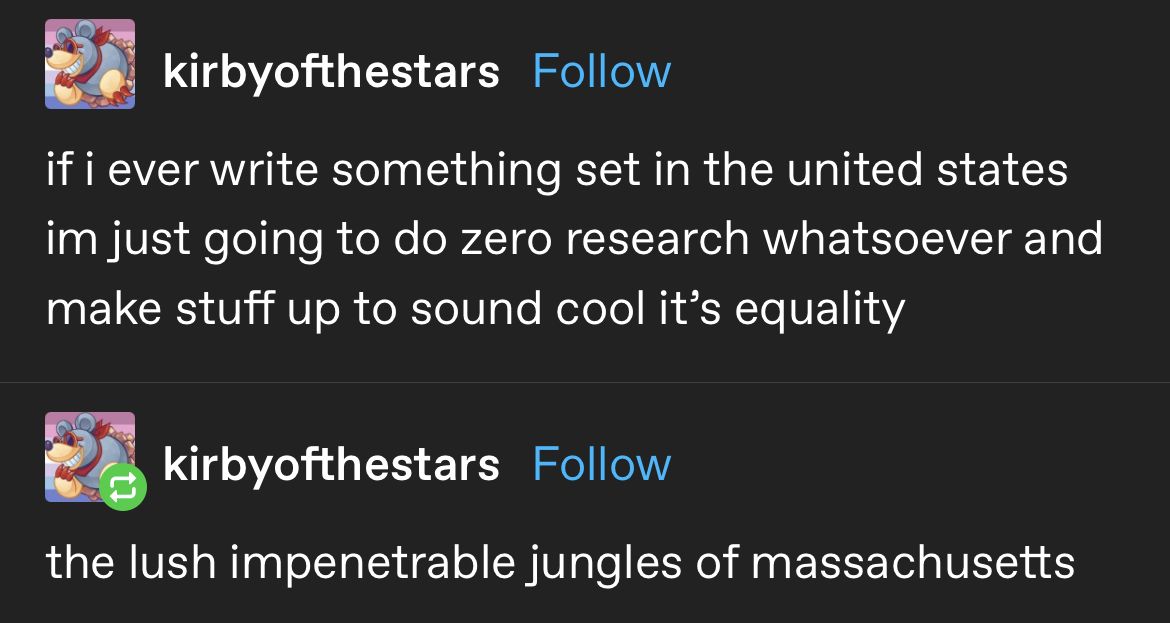 kirbyofthestars Follow
if i ever write something set in the united states
im just going to do zero research whatsoever and
make stuff up to sound cool it’s equality
kirbyofthestars Follow
the lush impenetrable jungles of massachusetts